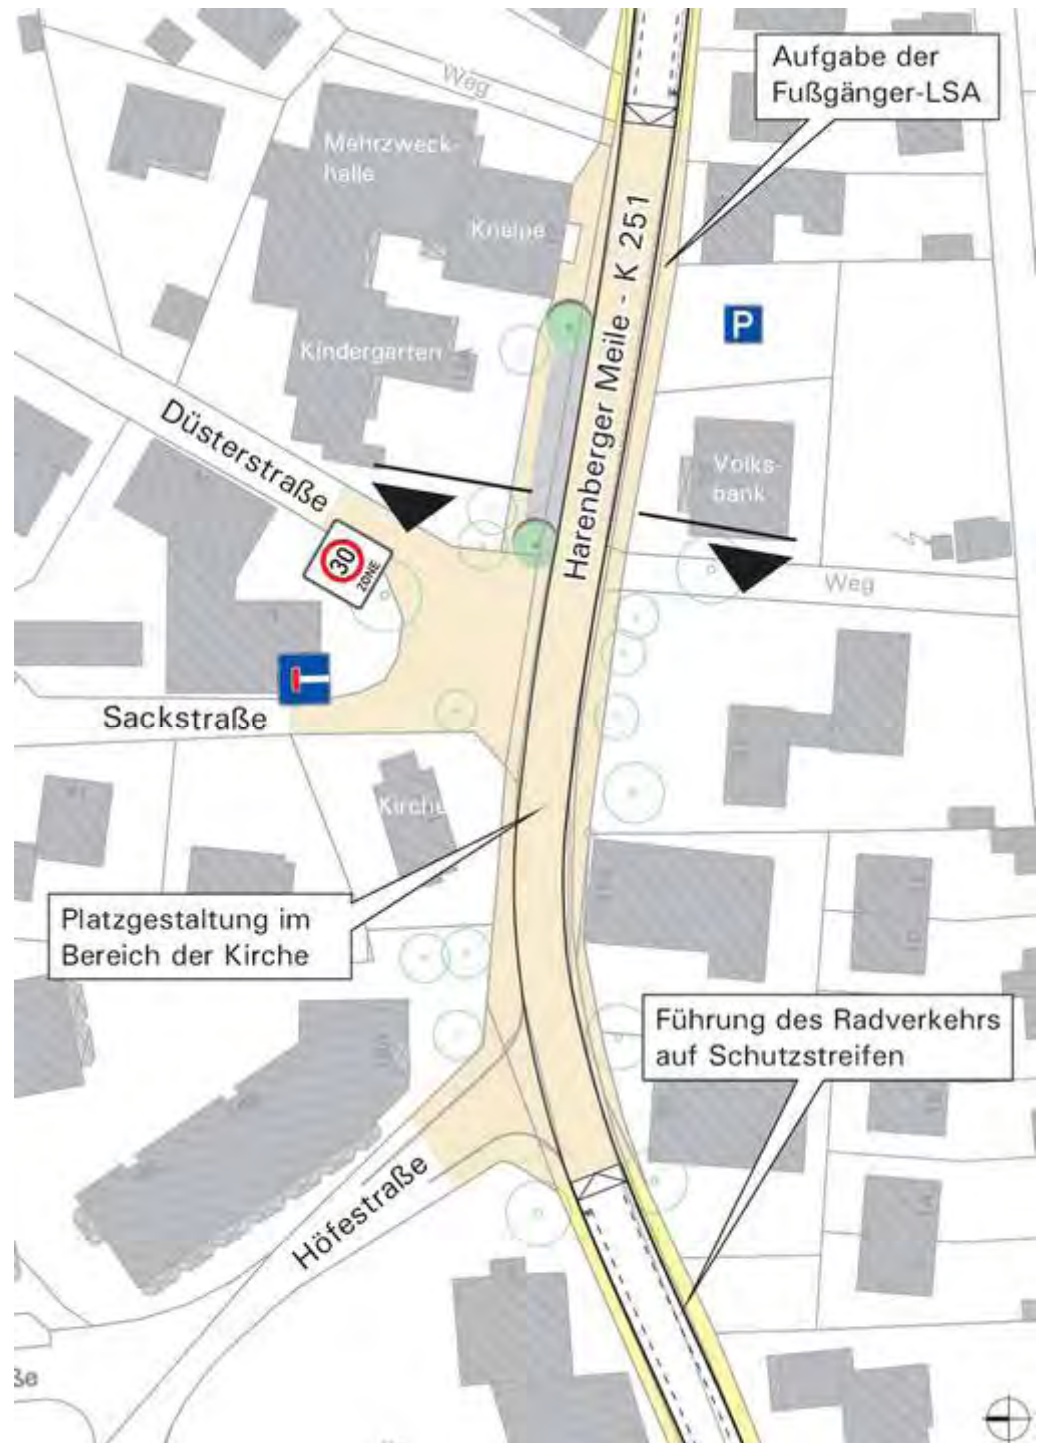 Aufgabe der
Fußgänger-LSA
Weg
Mehrzweck-
halle
Kneipe
Harenberger Meile - K 251
P
Kindergarten
Düsterstraße
Volks-
bank
30
ZONE
Weg
Sackstraße
Kirche
Platzgestaltung im
Bereich der Kirche
Führung des Radverkehrs
auf Schutzstreifen
Höfestraße
ße